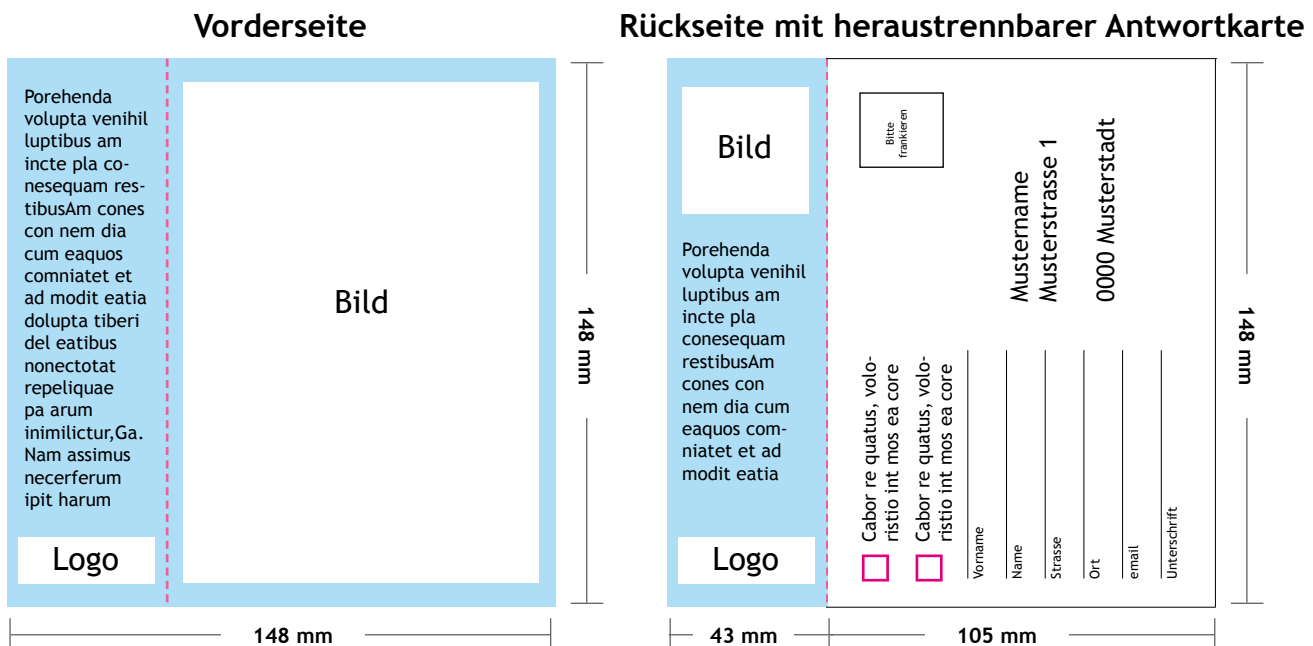 Vorderseite
Porehenda
volupta venihil
luptibus am
incte pla co-
nesequam res-
tibusAm cones
con nem dia
cum eaquos
comniatet et
ad modit eatia
dolupta tiberi
del eatibus
nonectotat
repeliquae
pa arum
inimilictur,Ga.
Nam assimus
necerferum
ipit harum
Logo
Bild
148 mm
148 mm
Rückseite mit heraustrennbarer Antwortkarte
Bild
Porehenda
volupta venihil
luptibus am
incte pla
conesequam
restibusAm
cones con
nem dia cum
eaquos com-
niatet et ad
modit eatia
Logo
Bitte
frankieren
Mustername
Musterstrasse 1
0000 Musterstadt
Cabor re quatus, volo-
ristio int mos ea core
Cabor re quatus, volo-
ristio int mos ea core
Vorname
Name
Strasse
Ort
email
Unterschrift
148 mm
43 mm
105 mm